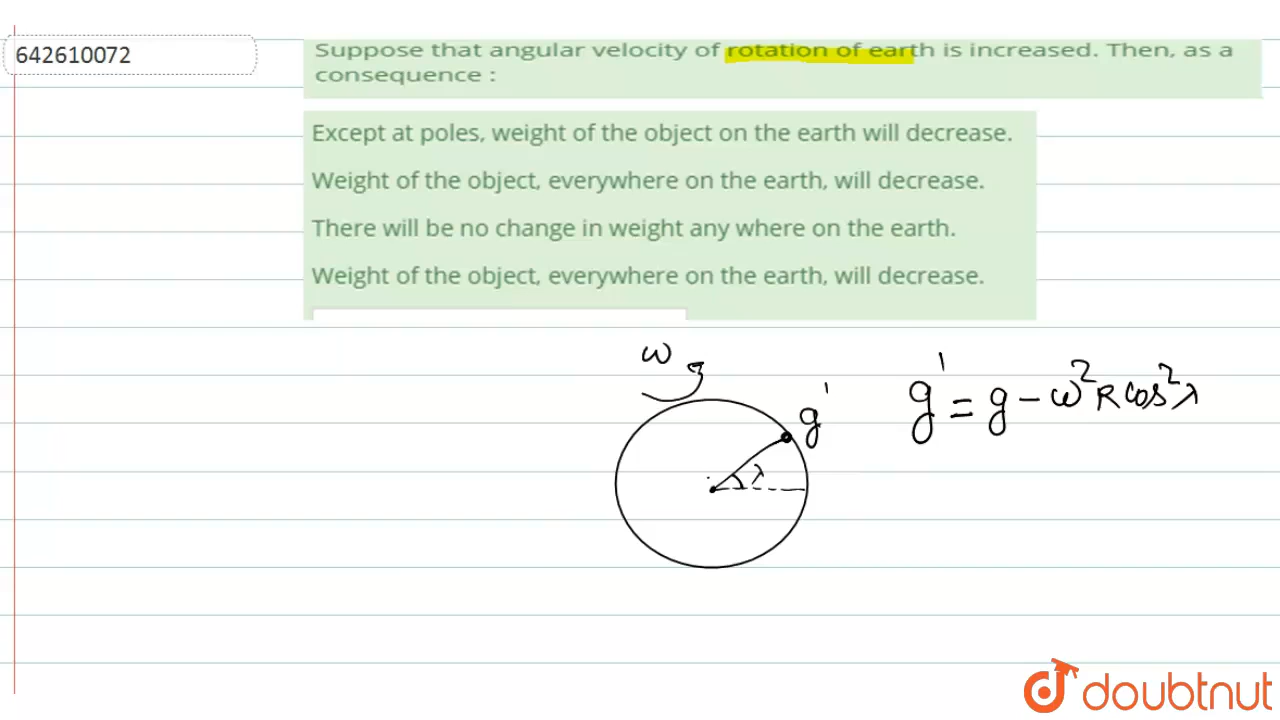 642610072
Suppose that angular velocity of rotation of earth is increased. Then, as a
consequence :
Except at poles, weight of the object on the earth will decrease.
Weight of the object, everywhere on the earth, will decrease.
There will be no change in weight any where on the earth.
Weight of the object, everywhere on the earth, will decrease.
ω
g'
g' = g - ω²Rcos²λ
λ
doubtnut